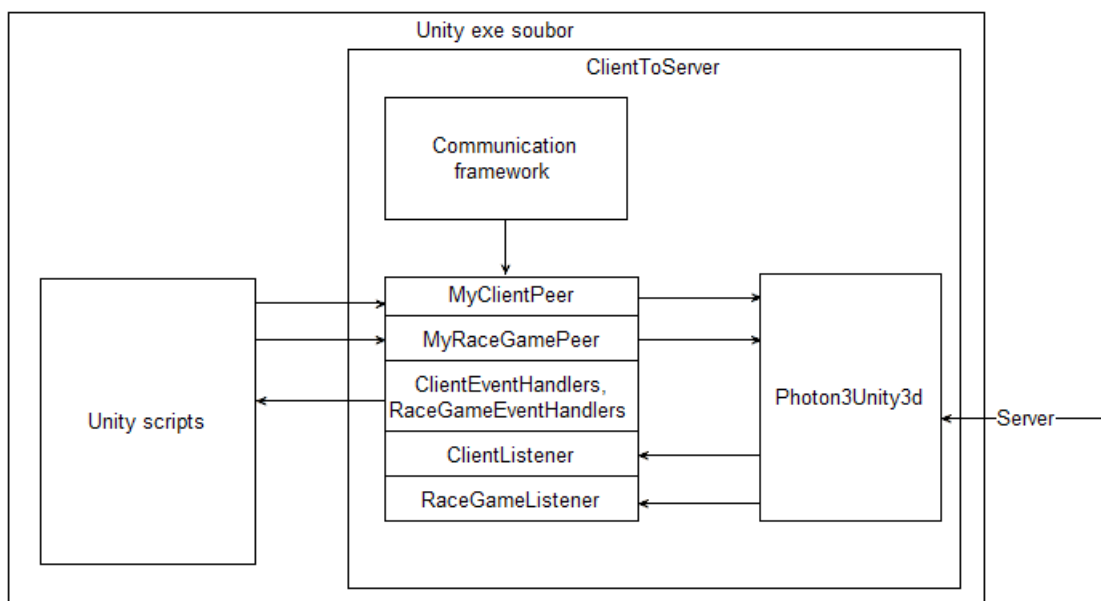 Unity exe soubor
ClientToServer
Communication
framework
MyClientPeer
MyRaceGamePeer
ClientEventHandlers,
RaceGameEventHandlers
ClientListener
RaceGameListener
Unity scripts
Photon3Unity3d
Server